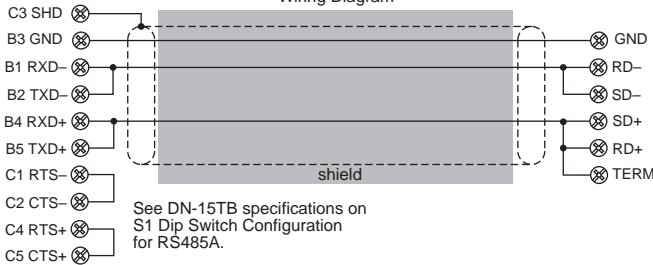 Wiring Diagram
C3 SHD
B3 GND
GND
B1 RXD–
RD–
B2 TXD–
SD–
B4 RXD+
SD+
B5 TXD+
RD+
C1 RTS–
shield
TERM
C2 CTS–
C4 RTS+
C5 CTS+
See DN-15TB specifications on
S1 Dip Switch Configuration
for RS485A.